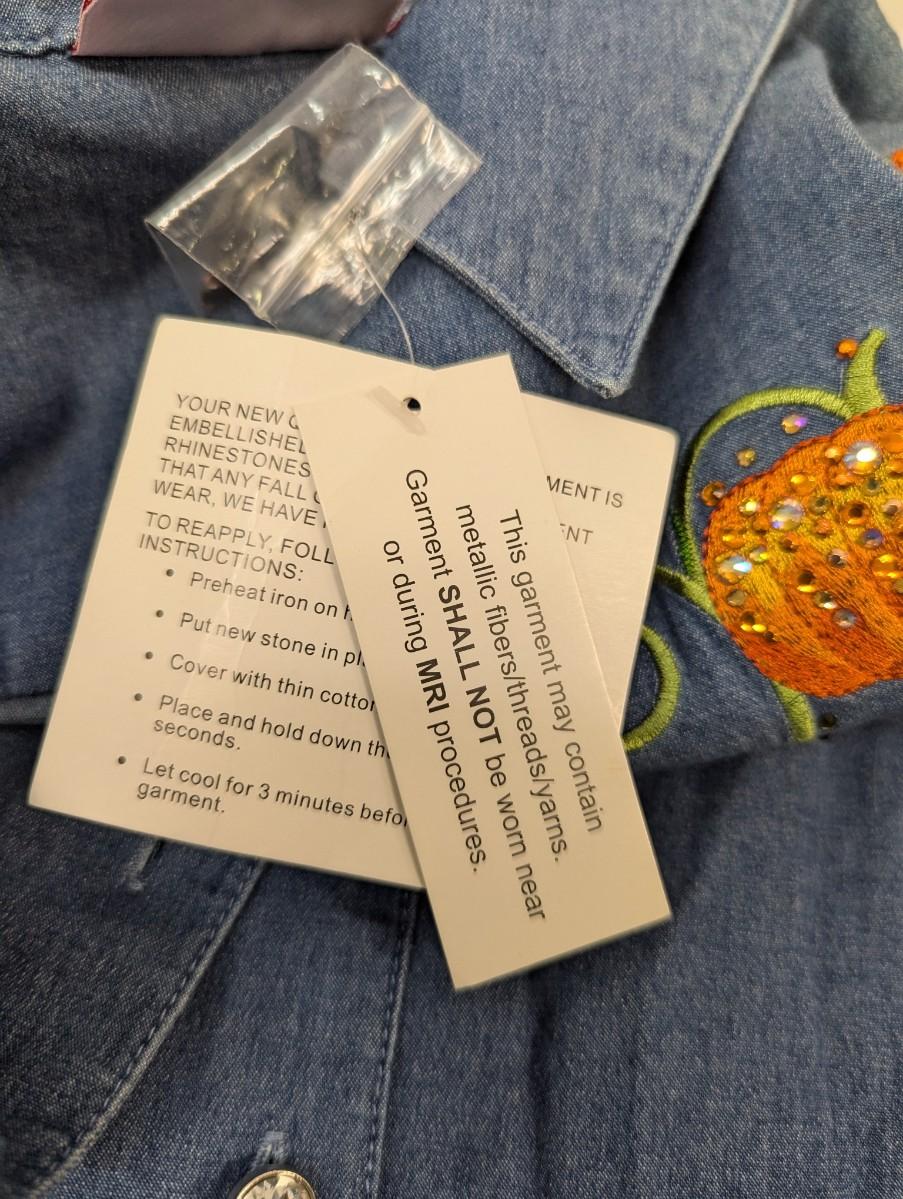 YOUR NEW
EMBELLISHED
RHINESTONES
THAT ANY FALL
WEAR, WE HAVE
MENT IS
ENT
TO REAPPLY, FOLL
INSTRUCTIONS:
• Preheat iron on
• Put new stone in
• Cover with thin cotto
• Place and hold down th
seconds.
• Let cool for 3 minutes befo
garment.
This garment may contain
metallic fibers/threads/yarns.
Garment SHALL NOT be worn near
or during MRI procedures.